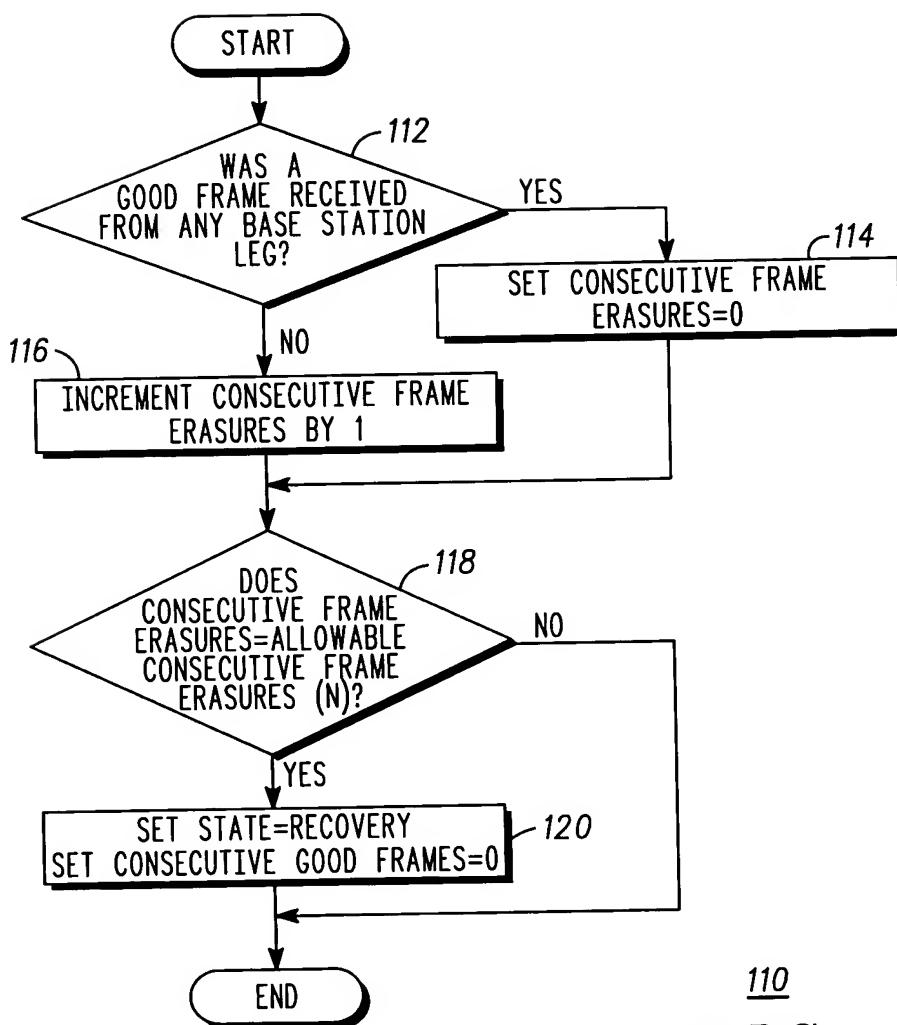 START
112
WAS A
GOOD FRAME RECEIVED
FROM ANY BASE STATION
LEG?
YES
114
SET CONSECUTIVE FRAME
ERASURES=0
NO
116
INCREMENT CONSECUTIVE FRAME
ERASURES BY 1
118
DOES
CONSECUTIVE FRAME
ERASURES=ALLOWABLE
CONSECUTIVE FRAME
ERASURES (N)?
NO
YES
SET STATE=RECOVERY
SET CONSECUTIVE GOOD FRAMES=0
120
END
110